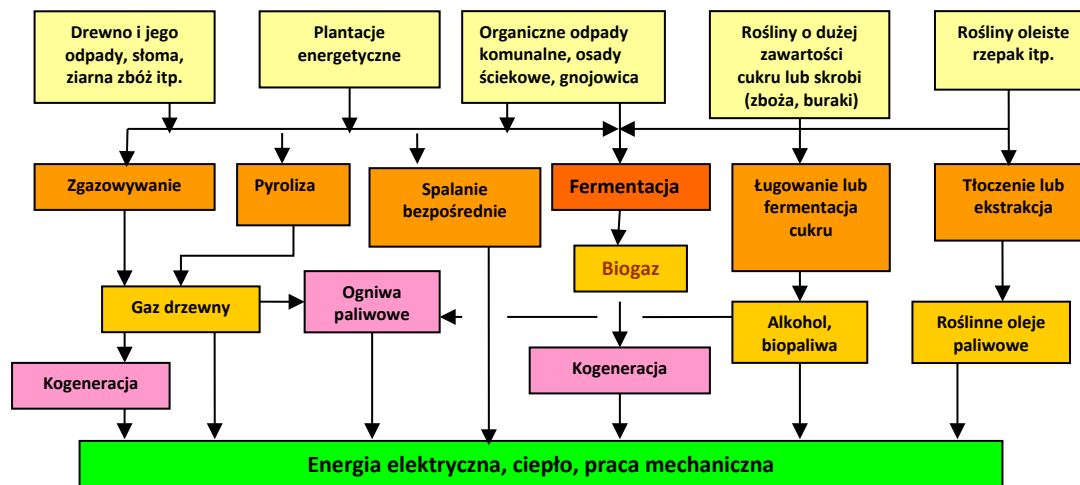 Drewno i jego
odpady, słoma,
ziarna zbóż itp.
Plantacje
energetyczne
Organiczne odpady
komunalne, osady
ściekowe, gnojowica
Rośliny o dużej
zawartości
cukru lub skrobi
(zboża, buraki)
Rośliny oleiste
rzepak itp.
Zgazowywanie
Pyroliza
Spalanie
bezpośrednie
Fermentacja
Ługowanie lub
fermentacja
cukru
Tłoczenie lub
ekstrakcja
Biogaz
Gaz drzewny
Ogniwa
paliwowe
Alkohol,
biopaliwa
Roślinne oleje
paliwowe
Kogeneracja
Kogeneracja
Energia elektryczna, ciepło, praca mechaniczna